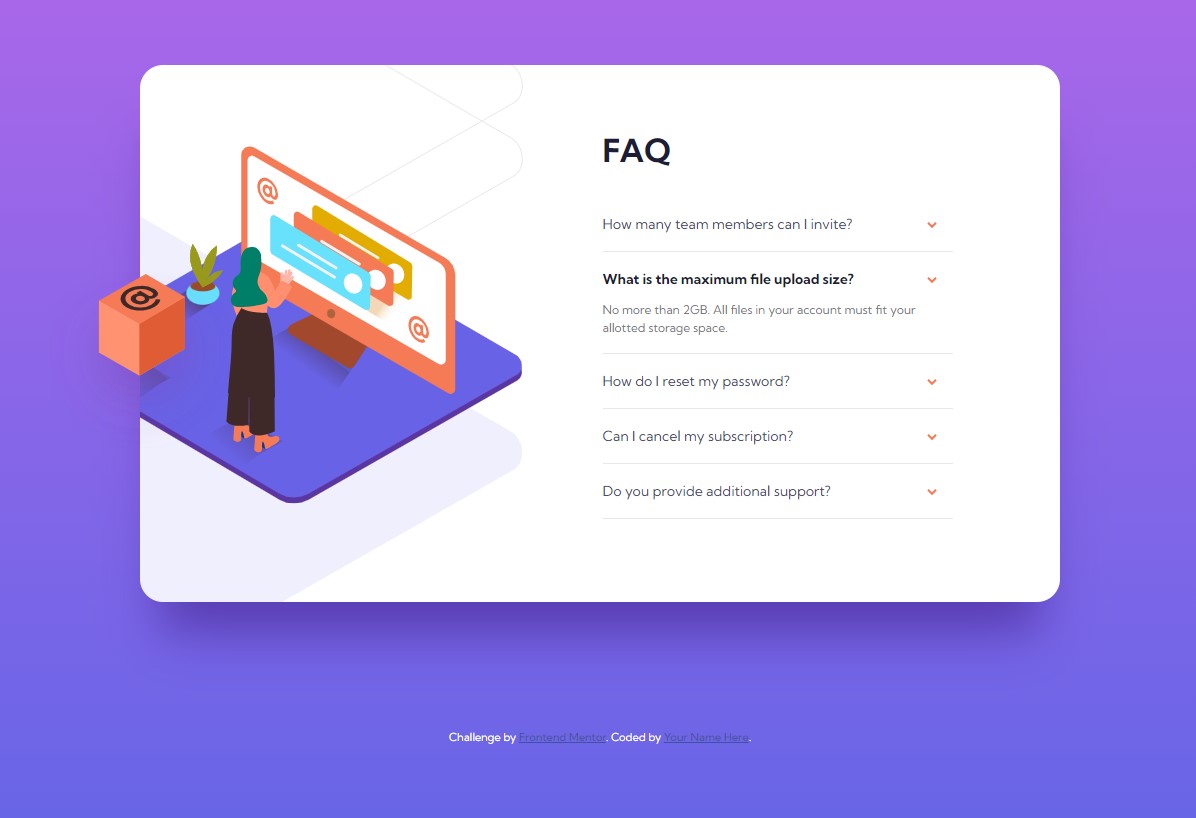 FAQ
How many team members can I invite?
What is the maximum file upload size?
No more than 2GB. All files in your account must fit your
allotted storage space.
How do I reset my password?
Can I cancel my subscription?
Do you provide additional support?
@
@
@
Challenge by Frontend Mentor. Coded by Your Name Here.